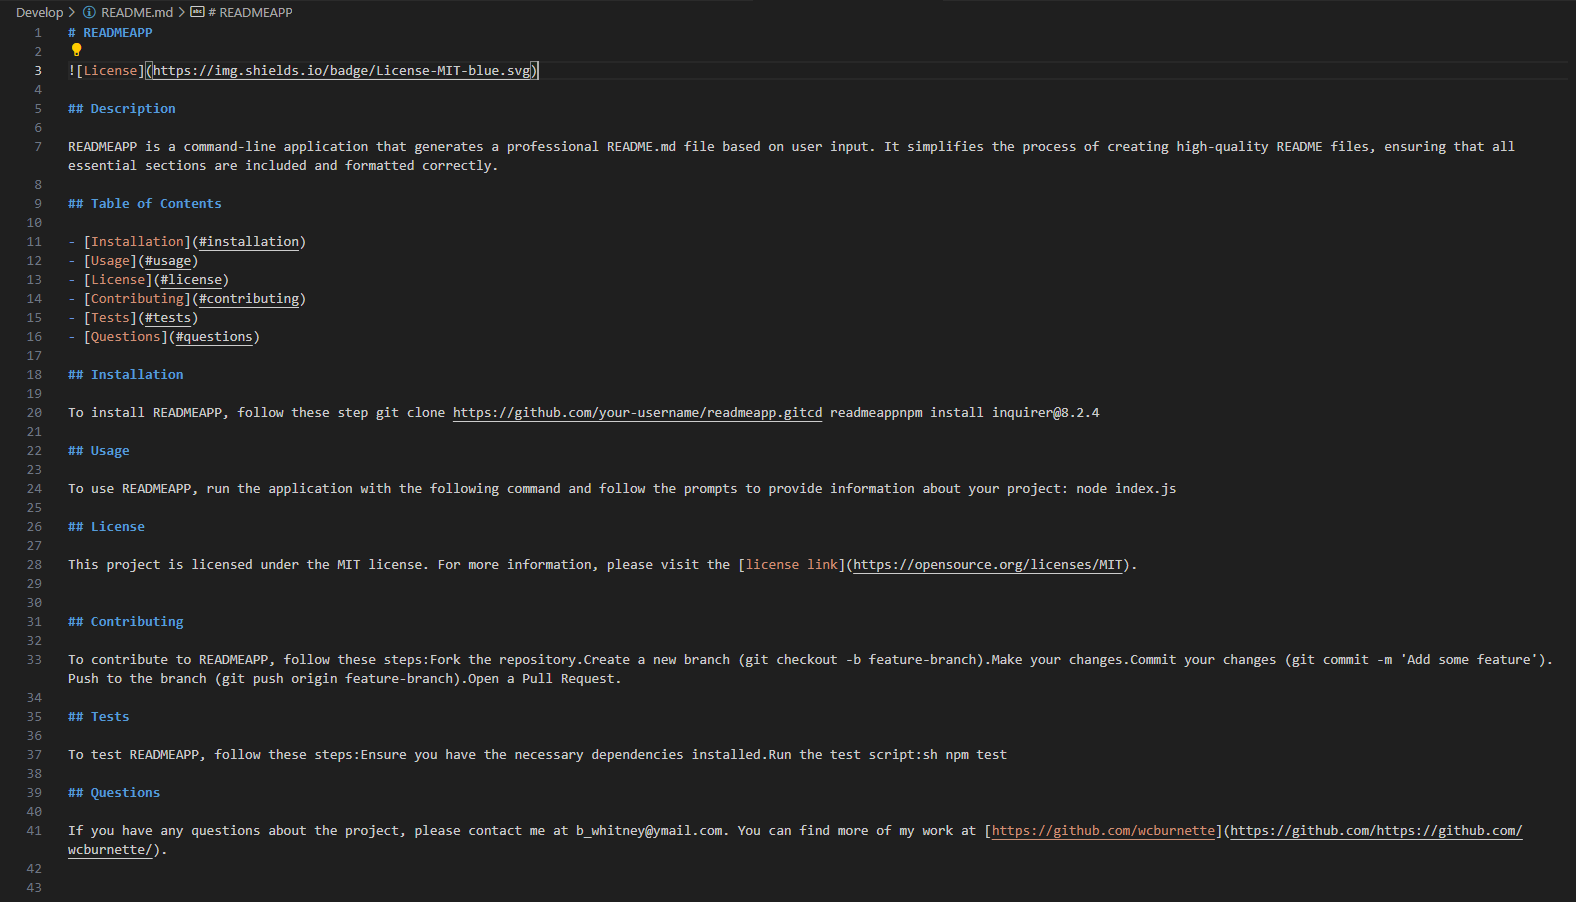 Develop > README.md > # READMEAPP
1 # READMEAPP
2
3 ![License](https://img.shields.io/badge/License-MIT-blue.svg)
4
5 ## Description
6
7 READMEAPP is a command-line application that generates a professional README.md file based on user input. It simplifies the process of creating high-quality README files, ensuring that all
essential sections are included and formatted correctly.
8
9 ## Table of Contents
10
11 - [Installation](#installation)
12 - [Usage](#usage)
13 - [License](#license)
14 - [Contributing](#contributing)
15 - [Tests](#tests)
16 - [Questions](#questions)
17
18 ## Installation
19
20 To install READMEAPP, follow these step git clone https://github.com/your-username/readmeapp.gitcd readmeappnpm install inquirer@8.2.4
21
22 ## Usage
23
24 To use READMEAPP, run the application with the following command and follow the prompts to provide information about your project: node index.js
25
26 ## License
27
28 This project is licensed under the MIT license. For more information, please visit the [license link](https://opensource.org/licenses/MIT).
29
30
31 ## Contributing
32
33 To contribute to READMEAPP, follow these steps:Fork the repository.Create a new branch (git checkout -b feature-branch).Make your changes.Commit your changes (git commit -m 'Add some feature').
Push to the branch (git push origin feature-branch).Open a Pull Request.
34
35 ## Tests
36
37 To test READMEAPP, follow these steps:Ensure you have the necessary dependencies installed.Run the test script:sh npm test
38
39 ## Questions
40
41 If you have any questions about the project, please contact me at b_whitney@ymail.com. You can find more of my work at [https://github.com/wcburnette](https://github.com/https://github.com/
wcburnette/).
42
43